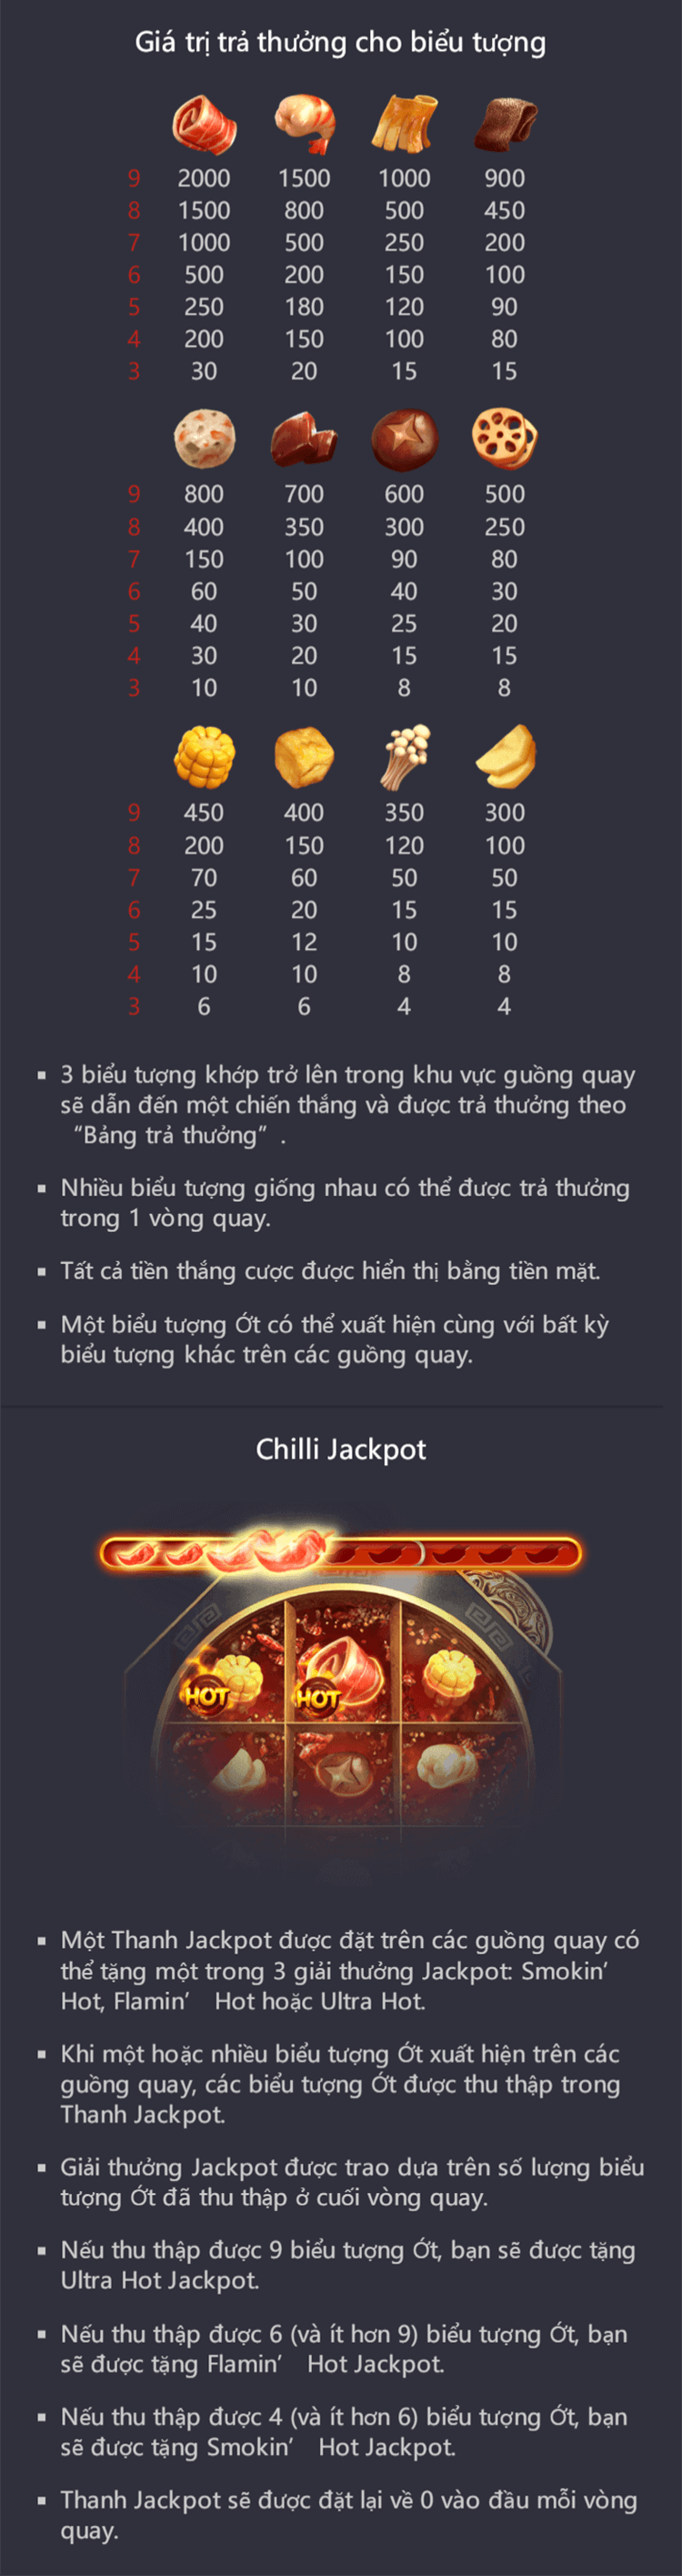 Giá trị trả thưởng cho biểu tượng
9 2000 1500 1000 900
8 1500 800 500 450
7 1000 500 250 200
6 500 200 150 100
5 250 180 120 90
4 200 150 100 80
3 30 20 15 15
9 800 700 600 500
8 400 350 300 250
7 150 100 90 80
6 60 50 40 30
5 40 30 25 20
4 30 20 15 15
3 10 10 8 8
9 450 400 350 300
8 200 150 120 100
7 70 60 50 50
6 25 20 15 15
5 15 12 10 10
4 10 10 8 8
3 6 6 4 4
▪ 3 biểu tượng khớp trở lên trong khu vực guồng quay
sẽ dẫn đến một chiến thắng và được trả thưởng theo
“Bảng trả thưởng” .
▪ Nhiều biểu tượng giống nhau có thể được trả thưởng
trong 1 vòng quay.
▪ Tất cả tiền thắng cược được hiển thị bằng tiền mặt.
▪ Một biểu tượng Ớt có thể xuất hiện cùng với bất kỳ
biểu tượng khác trên các guồng quay.
Chilli Jackpot
HOT HOT
▪ Một Thanh Jackpot được đặt trên các guồng quay có
thể tặng một trong 3 giải thưởng Jackpot: Smokin’
Hot, Flamin’ Hot hoặc Ultra Hot.
▪ Khi một hoặc nhiều biểu tượng Ớt xuất hiện trên các
guồng quay, các biểu tượng Ớt được thu thập trong
Thanh Jackpot.
▪ Giải thưởng Jackpot được trao dựa trên số lượng biểu
tượng Ớt đã thu thập ở cuối vòng quay.
▪ Nếu thu thập được 9 biểu tượng Ớt, bạn sẽ được tặng
Ultra Hot Jackpot.
▪ Nếu thu thập được 6 (và ít hơn 9) biểu tượng Ớt, bạn
sẽ được tặng Flamin’ Hot Jackpot.
▪ Nếu thu thập được 4 (và ít hơn 6) biểu tượng Ớt, bạn
sẽ được tặng Smokin’ Hot Jackpot.
▪ Thanh Jackpot sẽ được đặt lại về 0 vào đầu mỗi vòng
quay.